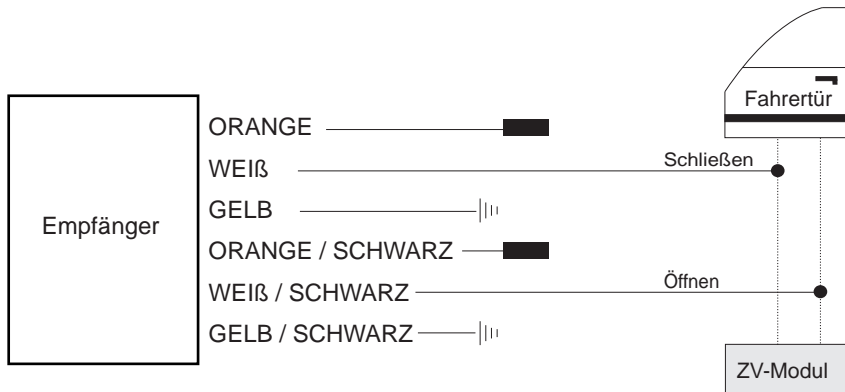 Fahrertür
ORANGE
Schließen
WEIß
GELB
Empfänger
ORANGE / SCHWARZ
Öffnen
WEIß / SCHWARZ
GELB / SCHWARZ
ZV-Modul